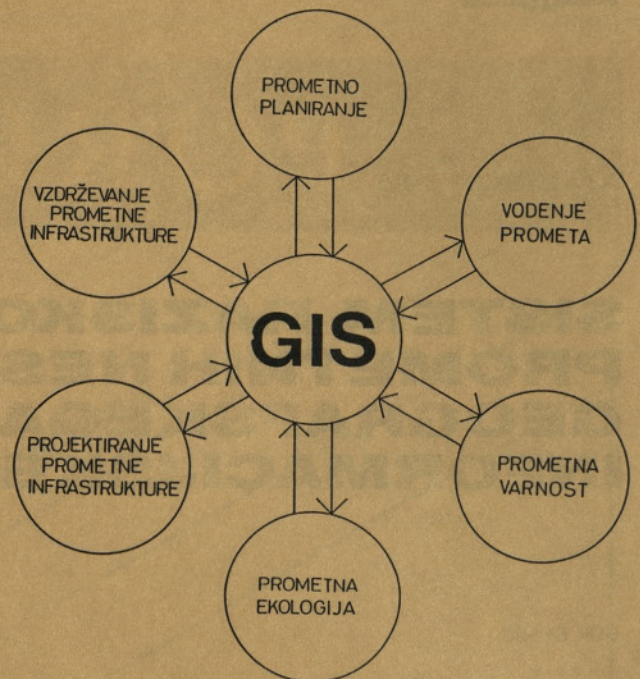 PROMETNO
PLANIRANJE
VZDRŽEVANJE
PROMETNE
INFRASTRUKTURE
VODENJE
PROMETA
GIS
PROJEKTIRANJE
PROMETNE
INFRASTRUKTURE
PROMETNA
VARNOST
PROMETNA
EKOLOGIJA